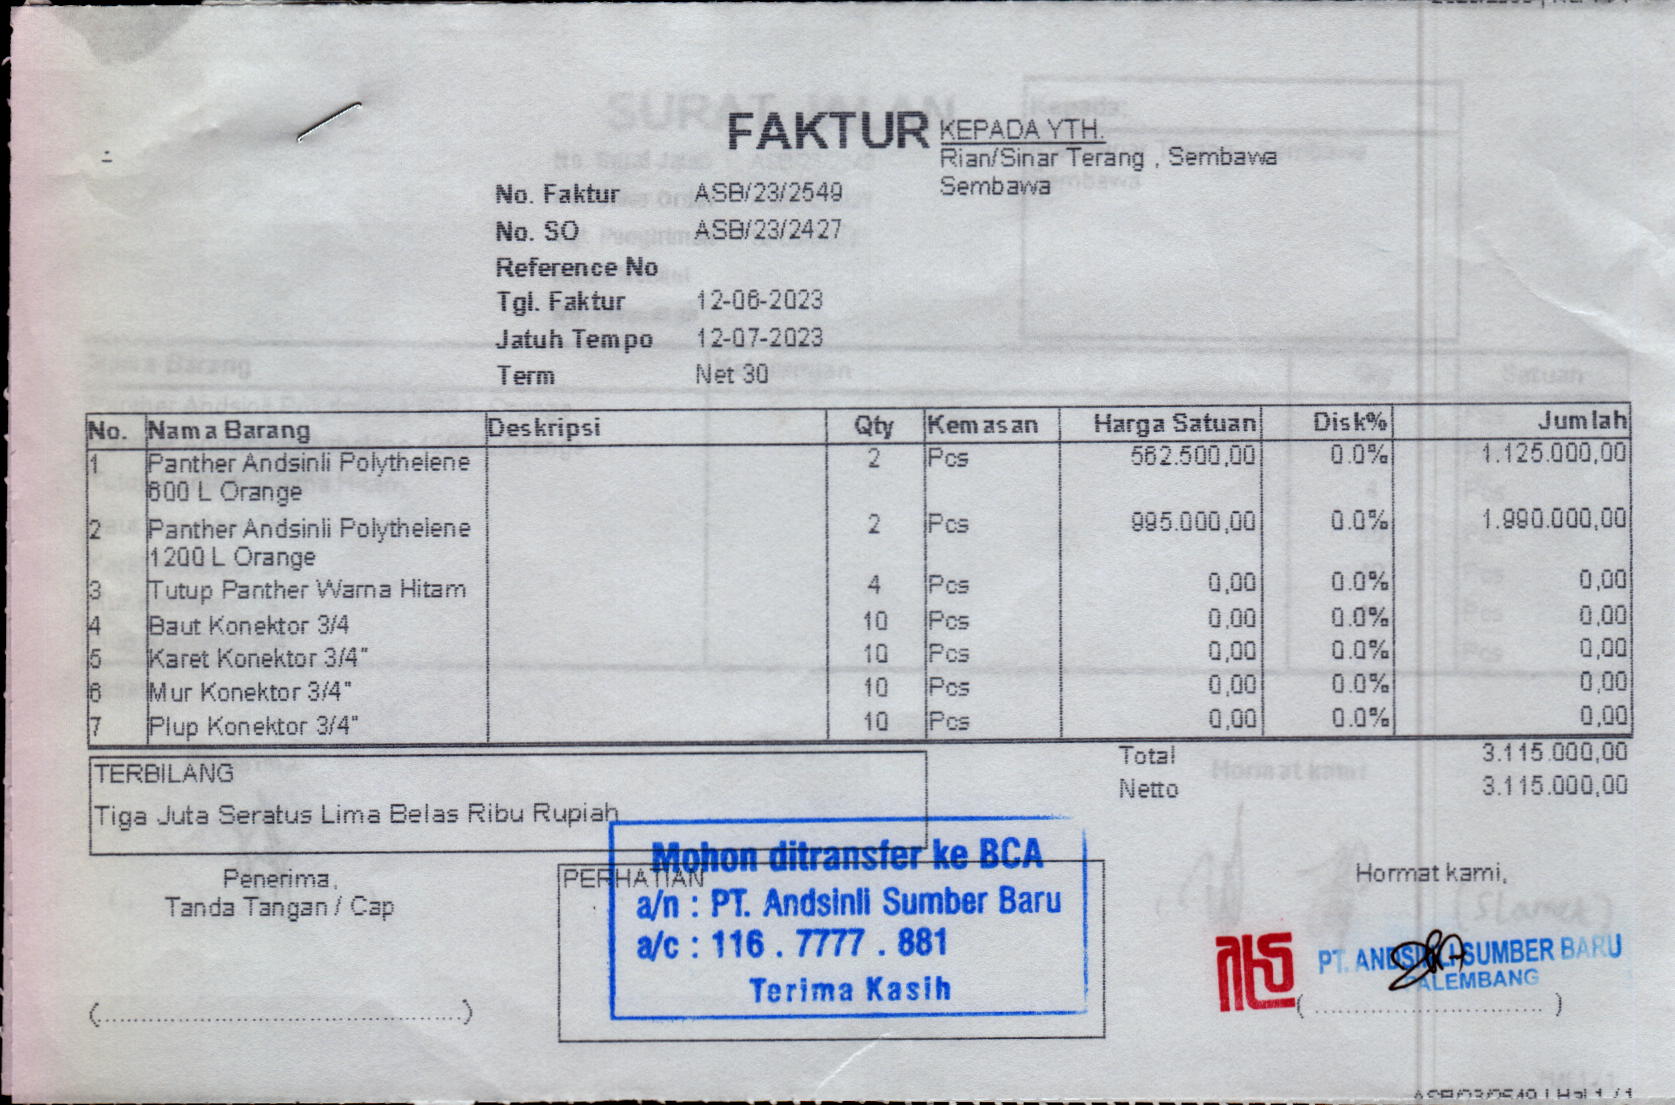 FAKTUR
KEPADA YTH.
Rian/Sinar Terang , Sembawa
Sembawa
No. Faktur ASB/23/2549
No. SO ASB/23/2427
Reference No
Tgl. Faktur 12-06-2023
Jatuh Tempo 12-07-2023
Term Net 30
No. Nama Barang Deskripsi Qty Kemasan Harga Satuan Disk% Jumlah
1 Panther Andsinli Polythelene 2 Pcs 562.500,00 0.0% 1.125.000,00
600 L Orange
2 Panther Andsinli Polythelene 2 Pcs 995.000,00 0.0% 1.990.000,00
1200 L Orange
3 Tutup Panther Warna Hitam 4 Pcs 0,00 0.0% 0,00
4 Baut Konektor 3/4 10 Pcs 0,00 0.0% 0,00
5 Karet Konektor 3/4" 10 Pcs 0,00 0.0% 0,00
6 Mur Konektor 3/4" 10 Pcs 0,00 0.0% 0,00
7 Plup Konektor 3/4" 10 Pcs 0,00 0.0% 0,00
Total 3.115.000,00
Netto 3.115.000,00
TERBILANG
Tiga Juta Seratus Lima Belas Ribu Rupiah
Penerima,
Tanda Tangan / Cap
(..........................................)
PERHATIAN
Mohon ditransfer ke BCA
a/n : PT. Andsinli Sumber Baru
a/c : 116 . 7777 . 881
Terima Kasih
Hormat kami,
PT. ANDSINLI SUMBER BARU
PALEMBANG
( .............................. )
ASB/23/2549 | Hal 1 / 1